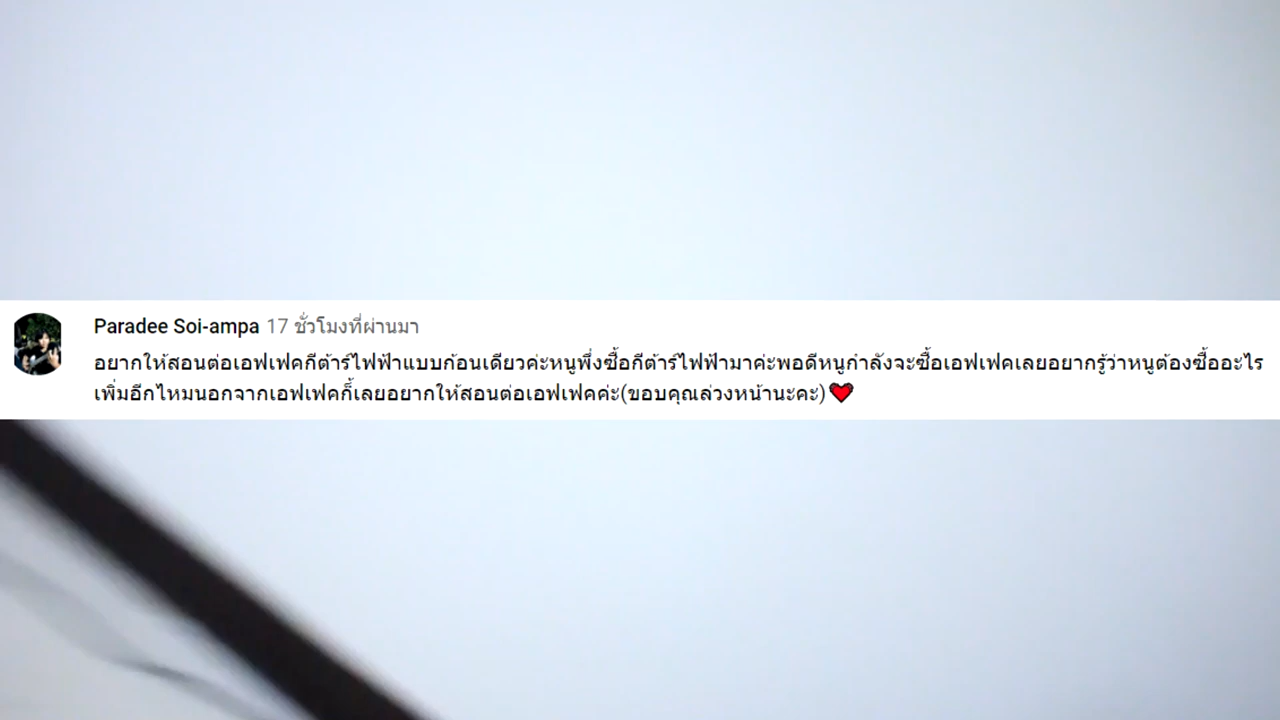 Paradee Soi-ampa 17 ชั่วโมงที่ผ่านมา
อยากให้สอนต่อเอฟเฟคกีต้าร์ไฟฟ้าแบบก้อนเดียวค่ะหนูพึ่งซื้อกีต้าร์ไฟฟ้ามาค่ะพอดีหนูกำลังจะซื้อเอฟเฟคเลยอยากรู้ว่าหนูต้องซื้ออะไร
เพิ่มอีกไหมนอกจากเอฟเฟคก็้เลยอยากให้สอนต่อเอฟเฟคค่ะ(ขอบคุณล่วงหน้านะคะ)❤️